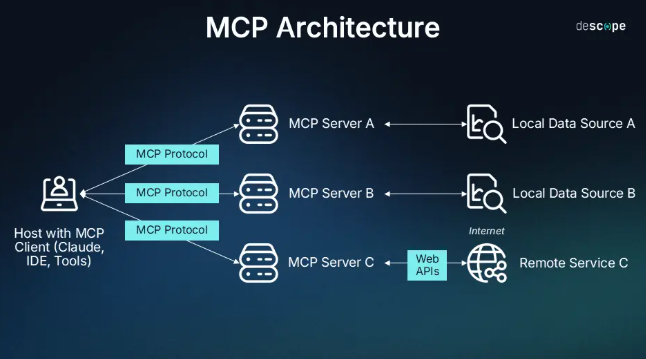 MCP Architecture
descope
MCP Server A
Local Data Source A
MCP Protocol
MCP Protocol
MCP Server B
Local Data Source B
MCP Protocol
Internet
Host with MCP
Client (Claude,
IDE, Tools)
MCP Server C
Web
APIs
Remote Service C